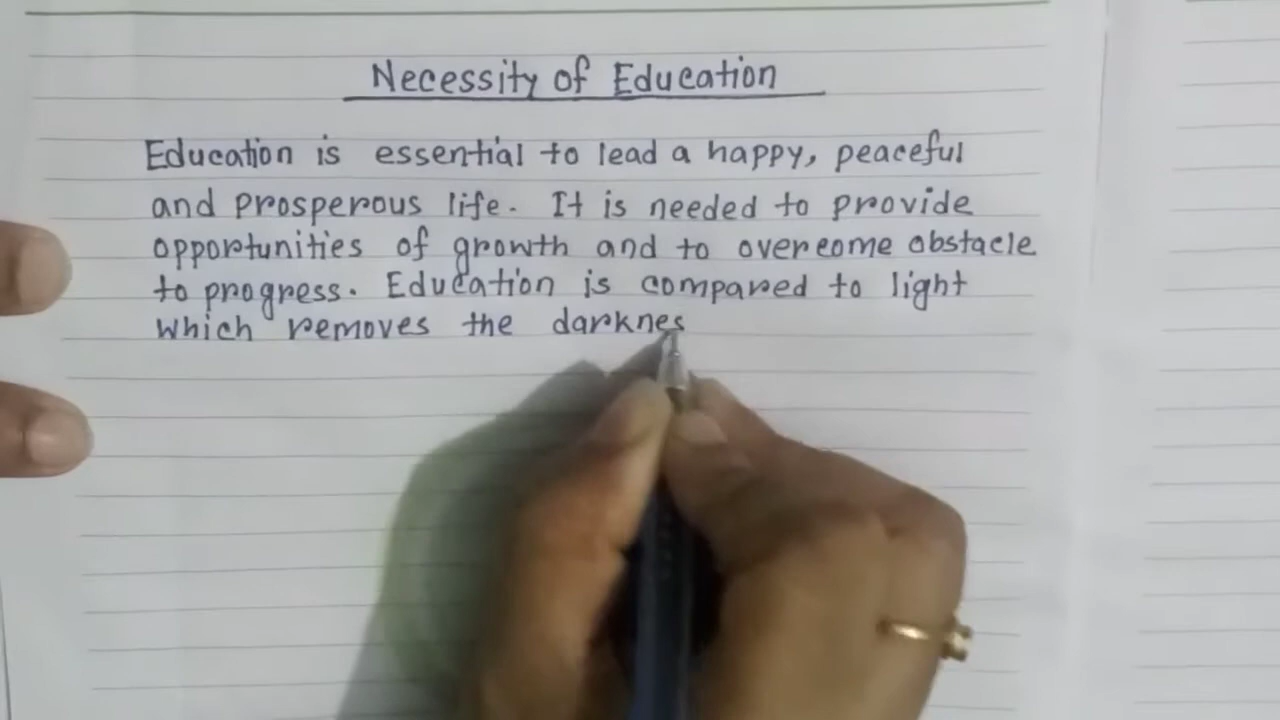 Necessity of Education
Education is essential to lead a happy, peaceful
and prosperous life. It is needed to provide
opportunities of growth and to overcome obstacle
to progress. Education is compared to light
which removes the darknes